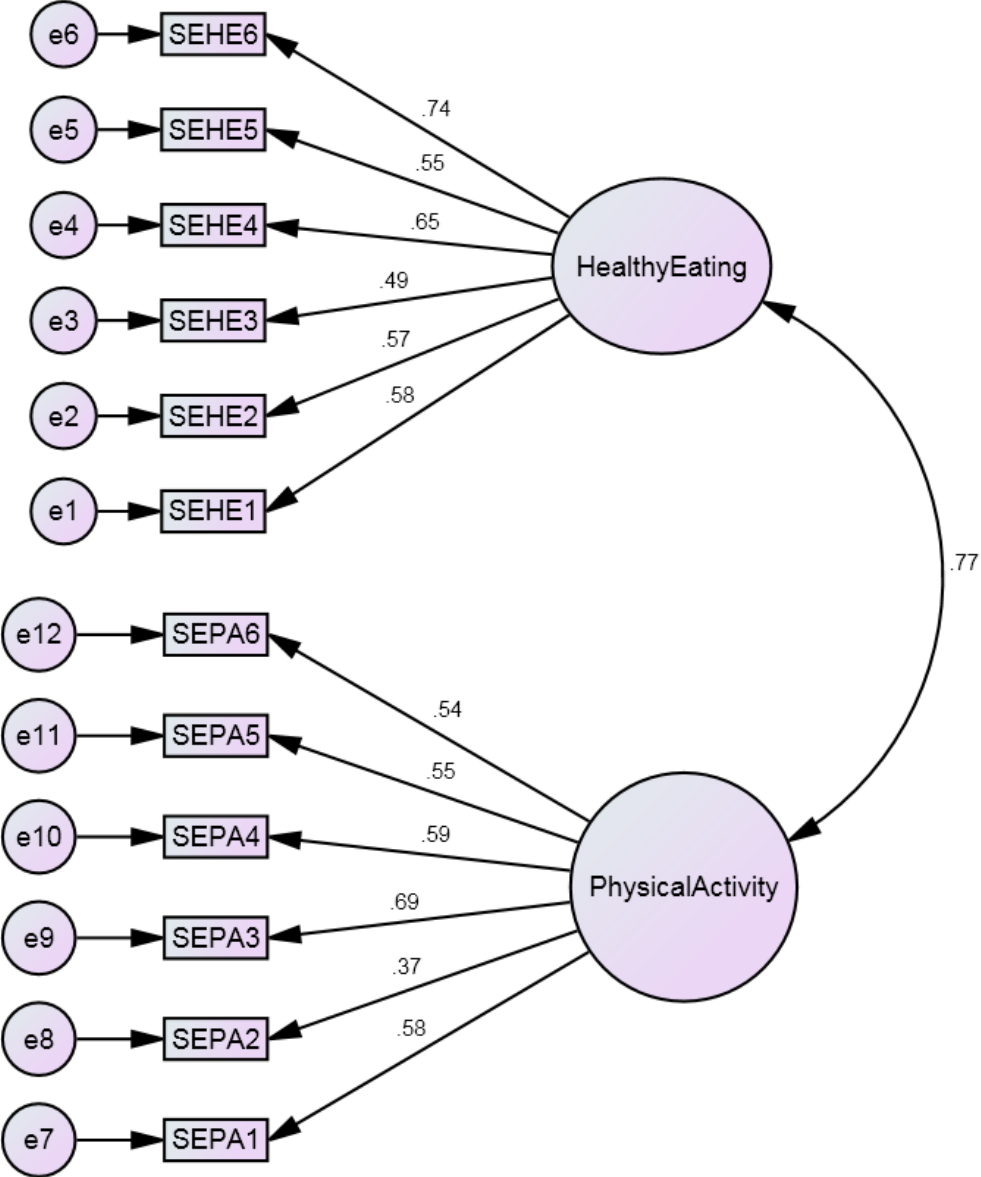 e6
SEHE6
.74
e5
SEHE5
.55
e4
SEHE4
.65
HealthyEating
e3
SEHE3
.49
e2
SEHE2
.57
e1
SEHE1
.58
.77
e12
SEPA6
.54
e11
SEPA5
.55
e10
SEPA4
.59
PhysicalActivity
e9
SEPA3
.69
e8
SEPA2
.37
e7
SEPA1
.58